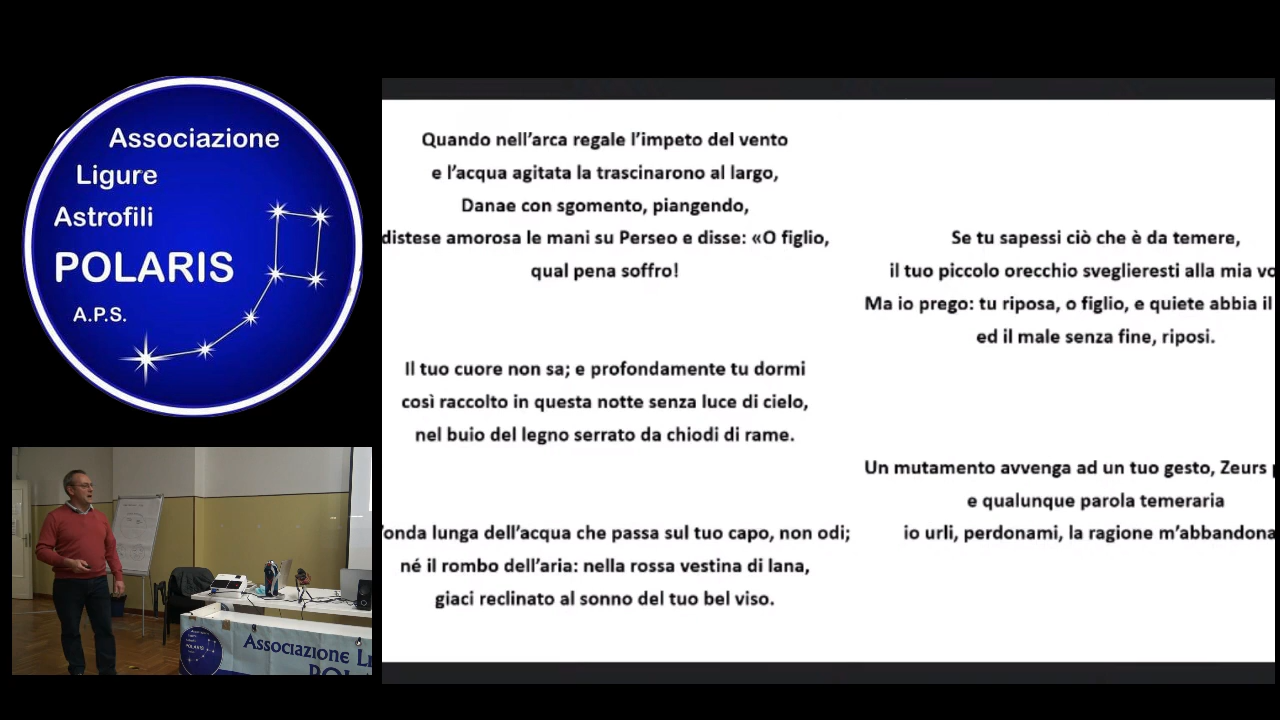 Associazione
Ligure
Astrofili
POLARIS
A.P.S.
Quando nell'arca regale l'impeto del vento
e l'acqua agitata la trascinarono al largo,
Danae con sgomento, piangendo,
distese amorosa le mani su Perseo e disse: «O figlio,
qual pena soffro!
Il tuo cuore non sa; e profondamente tu dormi
così raccolto in questa notte senza luce di cielo,
nel buio del legno serrato da chiodi di rame.
'onda lunga dell'acqua che passa sul tuo capo, non odi;
né il rombo dell'aria: nella rossa vestina di lana,
giaci reclinato al sonno del tuo bel viso.
Se tu sapessi ciò che è da temere,
il tuo piccolo orecchio sveglieresti alla mia vo
Ma io prego: tu riposa, o figlio, e quiete abbia il
ed il male senza fine, riposi.
Un mutamento avvenga ad un tuo gesto, Zeurs
e qualunque parola temeraria
io urli, perdonami, la ragione m'abbandona
Associazione
POLA